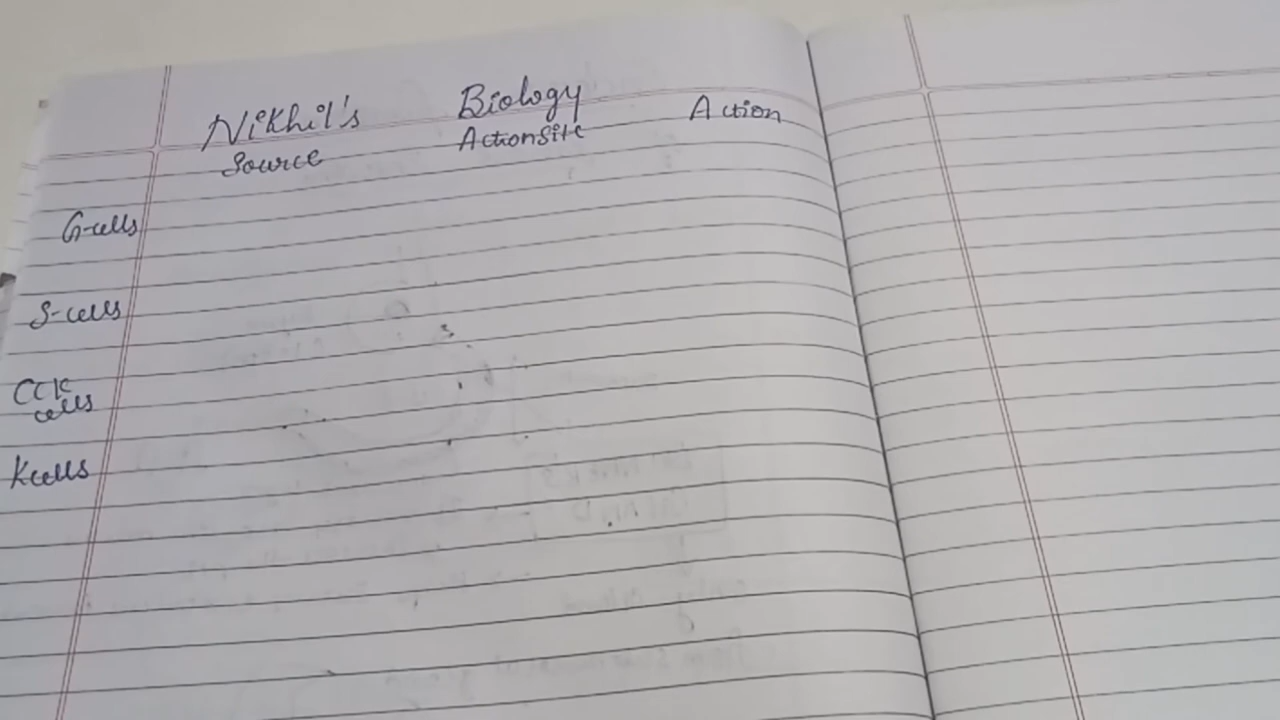 Nikhil's Biology Action
Source Actionsite
G-cells
S-cells
CCK
cells
K cells